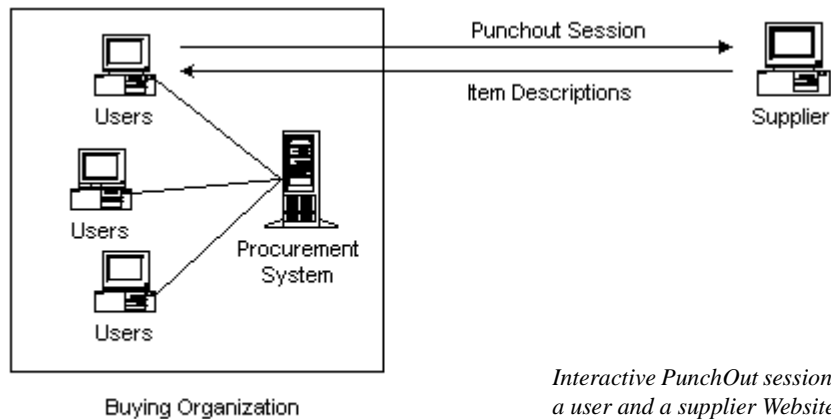 Punchout Session
Item Descriptions
Users
Supplier
Users
Procurement
System
Users
Buying Organization
Interactive PunchOut session
a user and a supplier Website